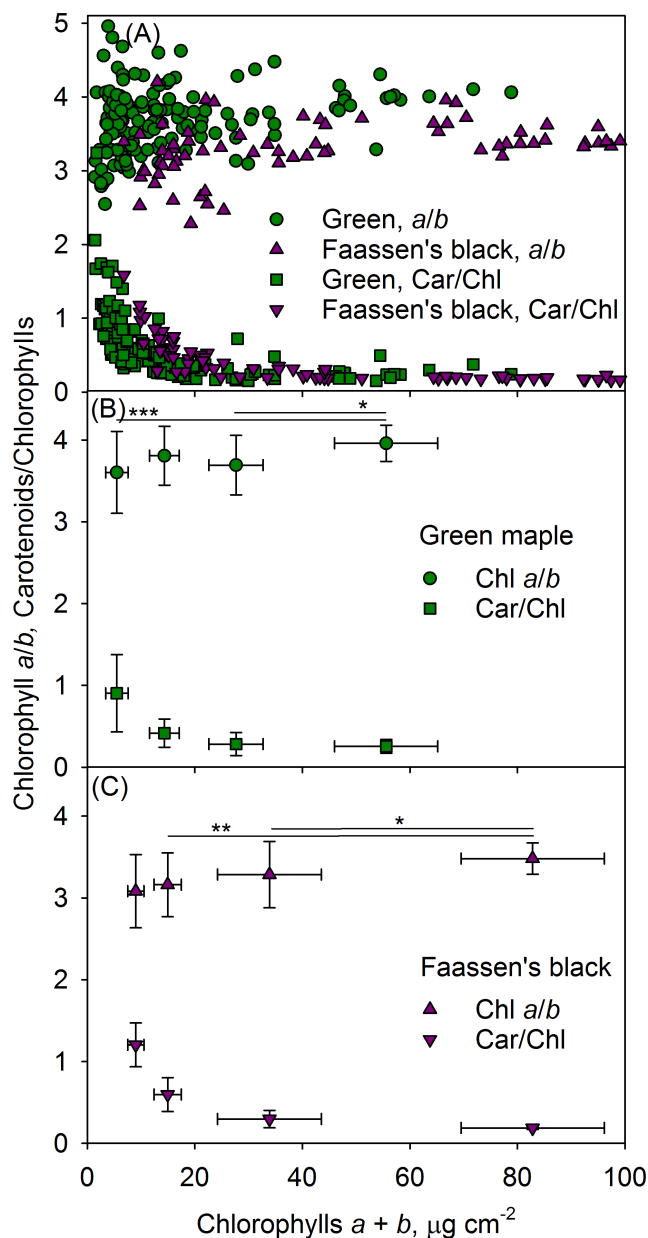 Chlorophyll a/b, Carotenoids/Chlorophylls
5
4
3
2
1
0
(A)
Green, a/b
Faassen's black, a/b
Green, Car/Chl
Faassen's black, Car/Chl
(B)
***
*
4
3
2
1
0
Green maple
Chl a/b
Car/Chl
(C)
**
*
4
3
2
1
0
Faassen's black
Chl a/b
Car/Chl
0 20 40 60 80 100
Chlorophylls a + b, μg cm⁻²